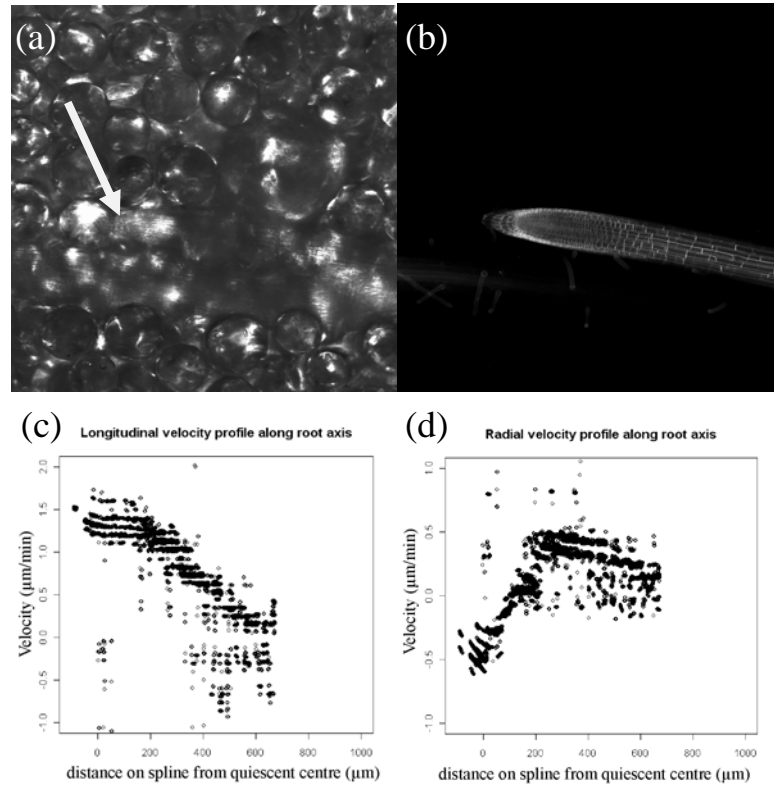 (a)
(b)
(c) Longitudinal velocity profile along root axis
Velocity (μm/min)
2.0
1.5
1.0
0.5
0.0
-0.5
-1.0
0 200 400 600 800 1000
distance on spline from quiescent centre (μm)
(d) Radial velocity profile along root axis
Velocity (μm/min)
1.0
0.5
0.0
-0.5
-1.0
0 200 400 600 800 1000
distance on spline from quiescent centre (μm)